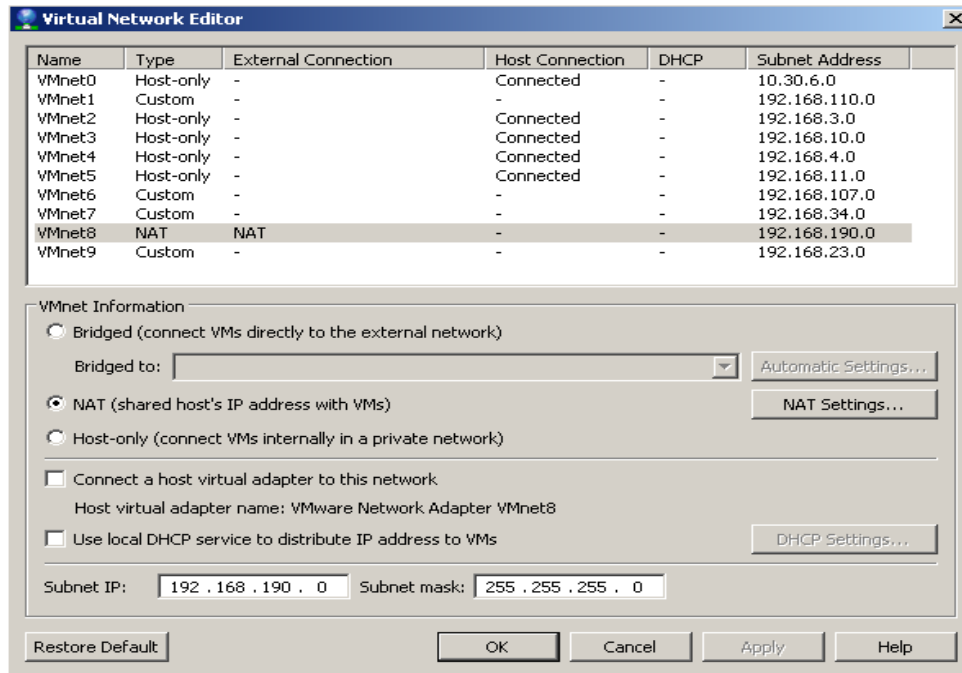 Virtual Network Editor
Name Type External Connection Host Connection DHCP Subnet Address
VMnet0 Host-only - Connected - 10.30.6.0
VMnet1 Custom - - - 192.168.110.0
VMnet2 Host-only - Connected - 192.168.3.0
VMnet3 Host-only - Connected - 192.168.10.0
VMnet4 Host-only - Connected - 192.168.4.0
VMnet5 Host-only - Connected - 192.168.11.0
VMnet6 Custom - - - 192.168.107.0
VMnet7 Custom - - - 192.168.34.0
VMnet8 NAT NAT - - 192.168.190.0
VMnet9 Custom - - - 192.168.23.0
VMnet Information
Bridged (connect VMs directly to the external network)
Bridged to: Automatic Settings...
NAT (shared host's IP address with VMs) NAT Settings...
Host-only (connect VMs internally in a private network)
Connect a host virtual adapter to this network
Host virtual adapter name: VMware Network Adapter VMnet8
Use local DHCP service to distribute IP address to VMs DHCP Settings...
Subnet IP: 192 . 168 . 190 . 0 Subnet mask: 255 . 255 . 255 . 0
Restore Default OK Cancel Apply Help